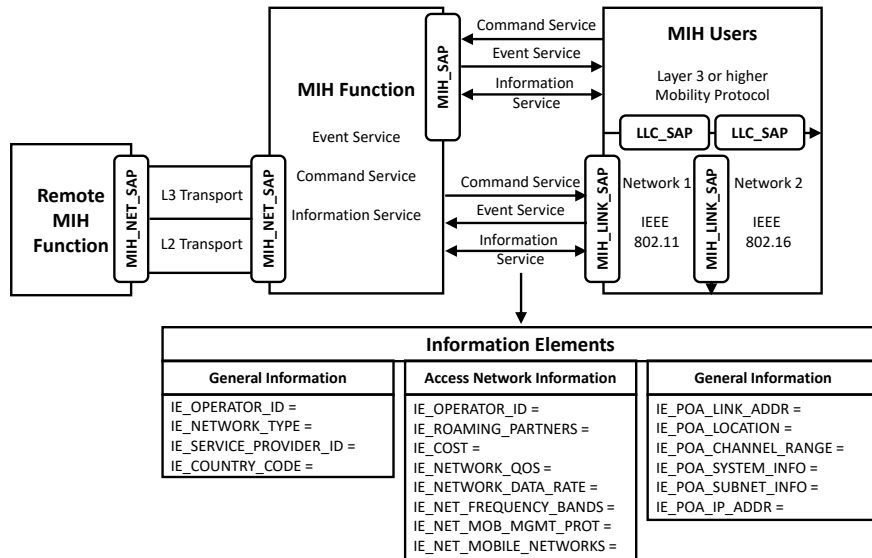 Command Service
Event Service
Information
Service
MIH_SAP
MIH Users
Layer 3 or higher
Mobility Protocol
MIH Function
Event Service
Command Service
Information Service
LLC_SAP
LLC_SAP
Remote
MIH
Function
MIH_NET_SAP
L3 Transport
L2 Transport
MIH_NET_SAP
Command Service
Event Service
Information
Service
MIH_LINK_SAP
Network 1
IEEE
802.11
MIH_LINK_SAP
Network 2
IEEE
802.16
Information Elements
General Information
IE_OPERATOR_ID =
IE_NETWORK_TYPE =
IE_SERVICE_PROVIDER_ID =
IE_COUNTRY_CODE =
Access Network Information
IE_OPERATOR_ID =
IE_ROAMING_PARTNERS =
IE_COST =
IE_NETWORK_QOS =
IE_NETWORK_DATA_RATE =
IE_NET_FREQUENCY_BANDS =
IE_NET_MOB_MGMT_PROT =
IE_NET_MOBILE_NETWORKS =
General Information
IE_POA_LINK_ADDR =
IE_POA_LOCATION =
IE_POA_CHANNEL_RANGE =
IE_POA_SYSTEM_INFO =
IE_POA_SUBNET_INFO =
IE_POA_IP_ADDR =